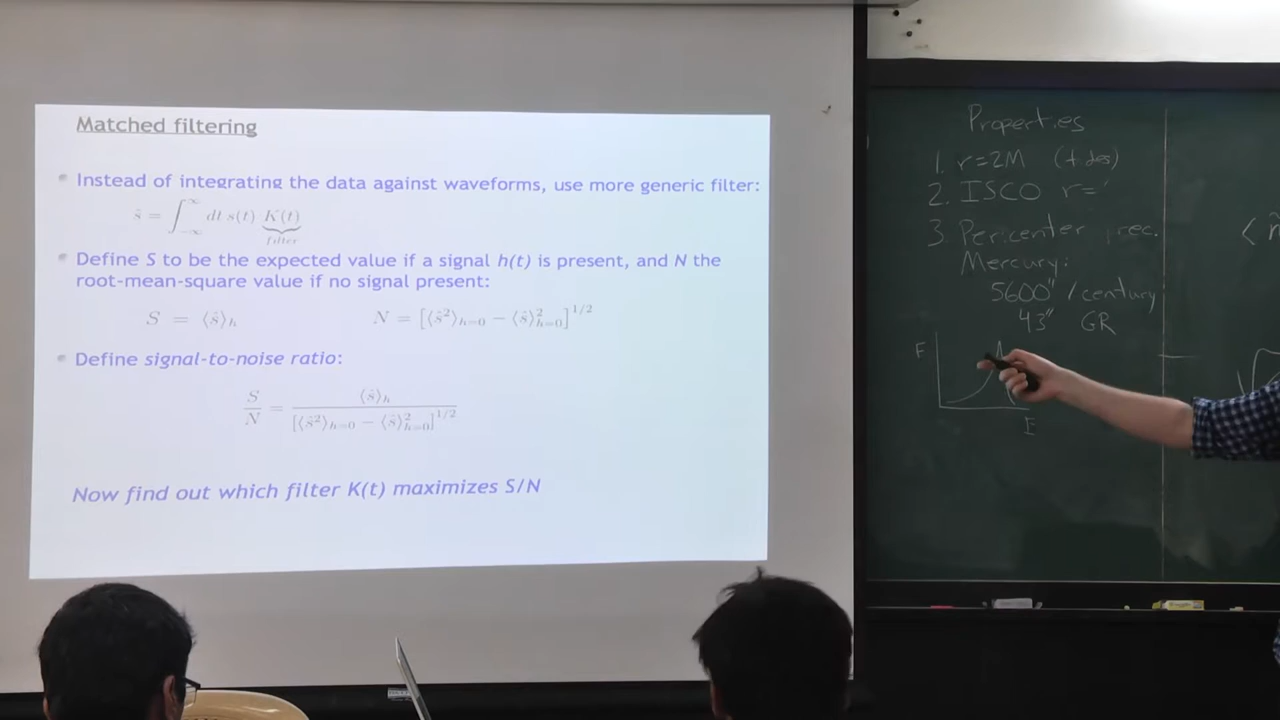 Matched filtering
Instead of integrating the data against waveforms, use more generic filter:
ŝ = ∫_{-∞}^{∞} dt s(t) K(t)
filter
Define S to be the expected value if a signal h(t) is present, and N the
root-mean-square value if no signal present:
S = ⟨ŝ⟩_h N = [⟨ŝ²⟩_{h=0} − ⟨ŝ⟩²_{h=0}]^{1/2}
Define signal-to-noise ratio:
S/N = ⟨ŝ⟩_h / [⟨ŝ²⟩_{h=0} − ⟨ŝ⟩²_{h=0}]^{1/2}
Now find out which filter K(t) maximizes S/N
Properties
1. r=2M (tides)
2. ISCO r=
3. Pericenter prec.
Mercury:
5600" /century
43" GR
F